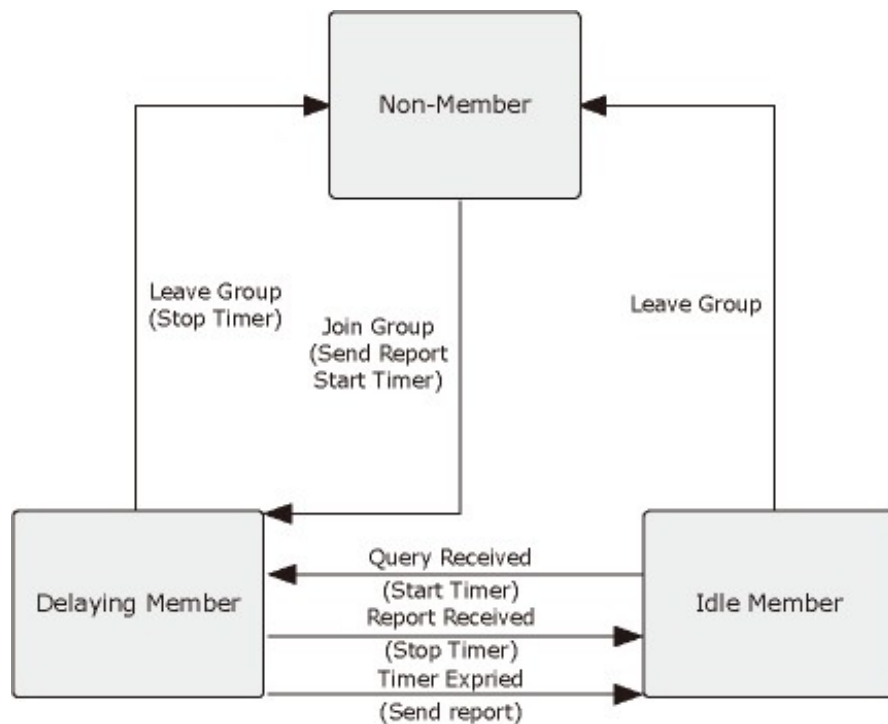 Non-Member
Leave Group
(Stop Timer)
Join Group
(Send Report
Start Timer)
Leave Group
Delaying Member
Query Received
(Start Timer)
Report Received
(Stop Timer)
Timer Expried
(Send report)
Idle Member